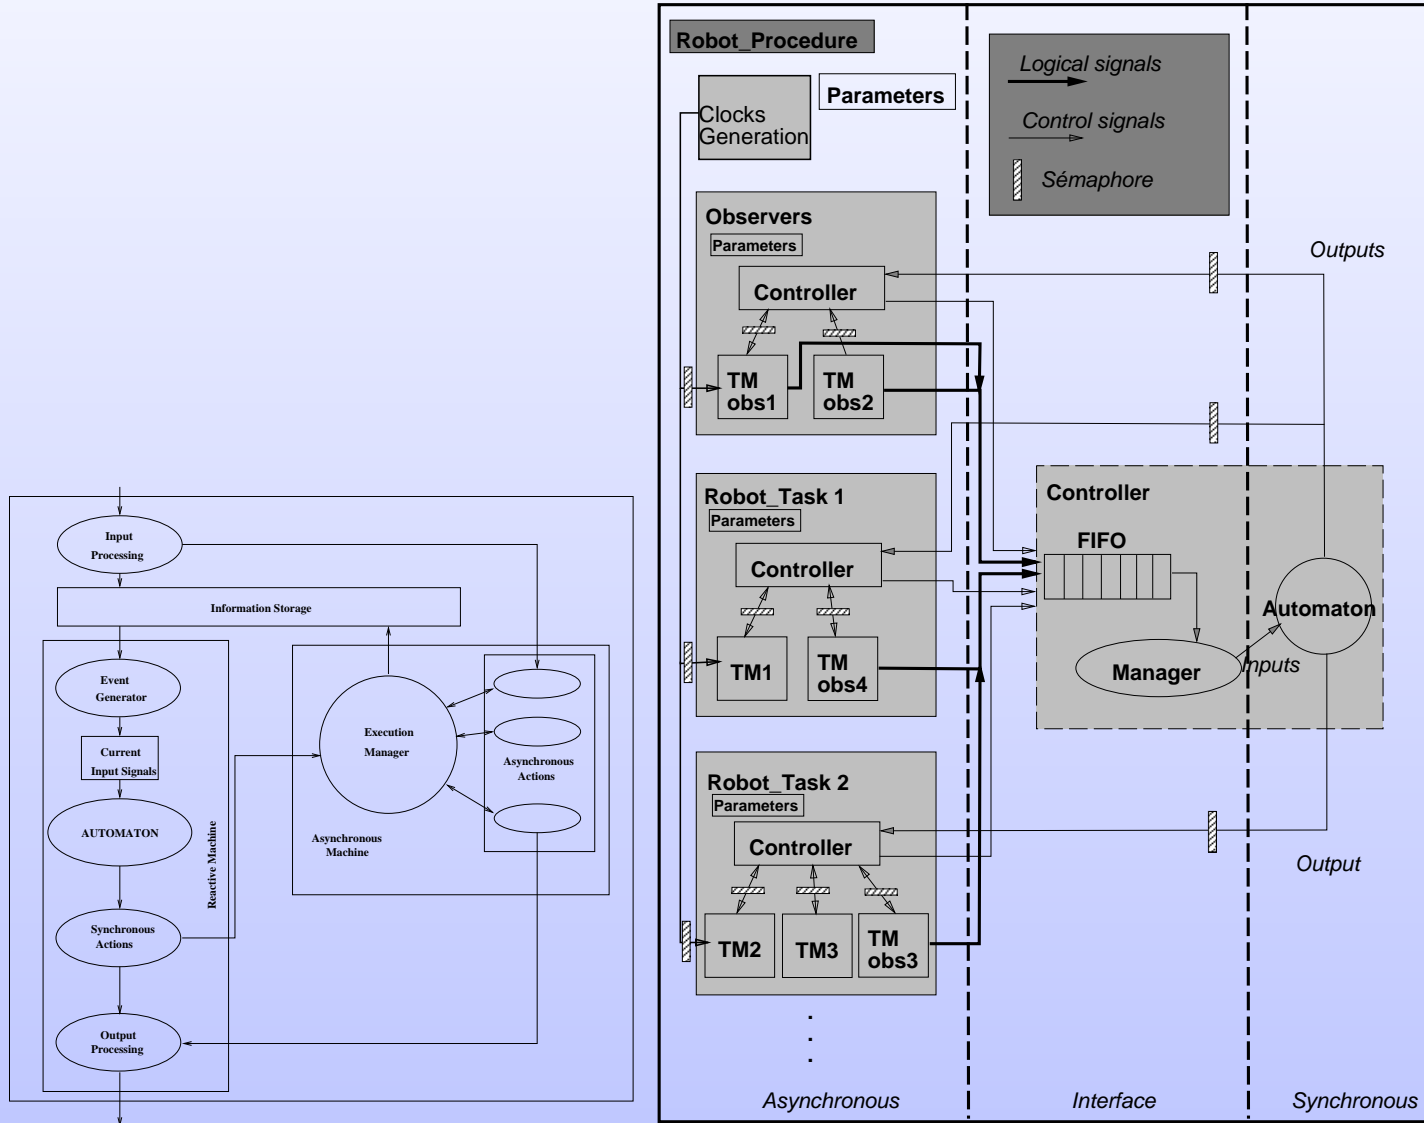 Input
Processing
Information Storage
Event
Generator
Current
Input Signals
AUTOMATON
Synchronous
Actions
Output
Processing
Reactive Machine
Execution
Manager
Asynchronous
Machine
Asynchronous
Actions
Robot_Procedure
Clocks
Generation
Parameters
Logical signals
Control signals
Sémaphore
Observers
Parameters
Controller
TM
obs1
TM
obs2
Outputs
Robot_Task 1
Parameters
Controller
TM1
TM
obs4
Controller
FIFO
Manager
Inputs
Automaton
Robot_Task 2
Parameters
Controller
TM2
TM3
TM
obs3
Output
.
.
.
Asynchronous
Interface
Synchronous